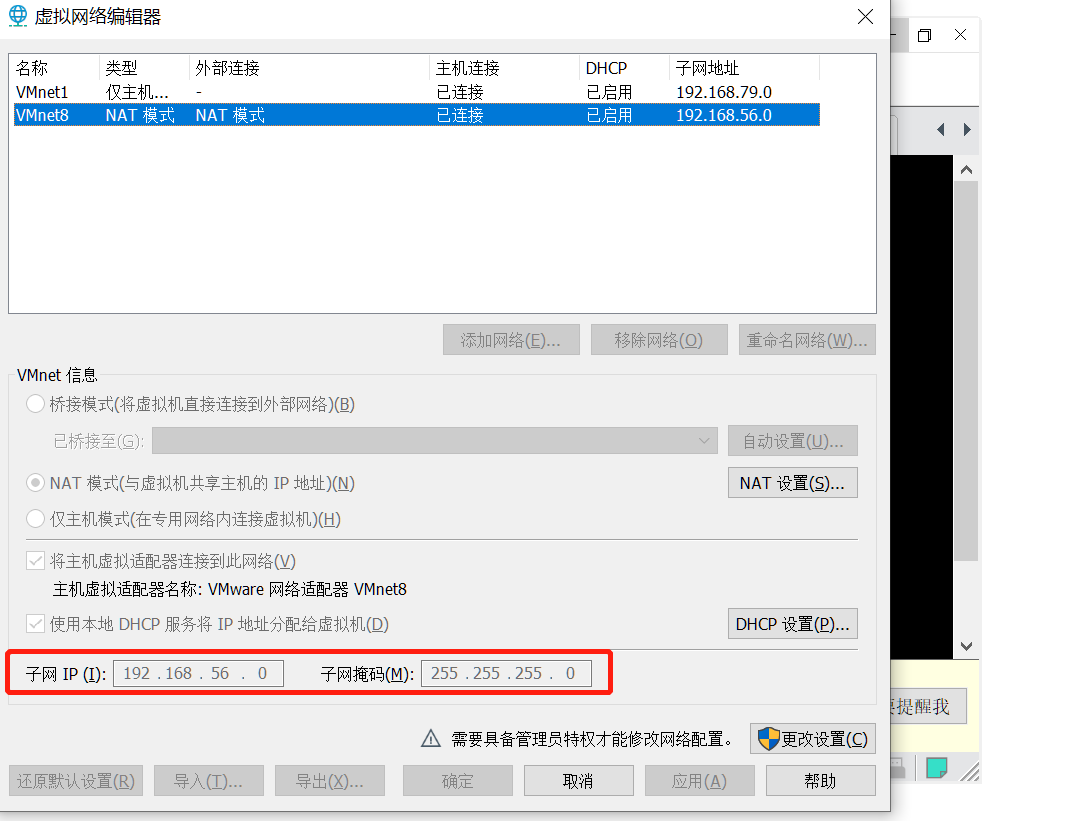 虚拟网络编辑器
名称 类型 外部连接 主机连接 DHCP 子网地址
VMnet1 仅主机... - 已连接 已启用 192.168.79.0
VMnet8 NAT 模式 NAT 模式 已连接 已启用 192.168.56.0
添加网络(E)... 移除网络(O) 重命名网络(W)...
VMnet 信息
桥接模式(将虚拟机直接连接到外部网络)(B)
已桥接至(G): 自动设置(U)...
NAT 模式(与虚拟机共享主机的 IP 地址)(N) NAT 设置(S)...
仅主机模式(在专用网络内连接虚拟机)(H)
将主机虚拟适配器连接到此网络(V)
主机虚拟适配器名称: VMware 网络适配器 VMnet8
使用本地 DHCP 服务将 IP 地址分配给虚拟机(D) DHCP 设置(P)...
子网 IP (I): 192 . 168 . 56 . 0 子网掩码(M): 255 . 255 . 255 . 0
提醒我
需要具备管理员特权才能修改网络配置。 更改设置(C)
还原默认设置(R) 导入(T)... 导出(X)... 确定 取消 应用(A) 帮助